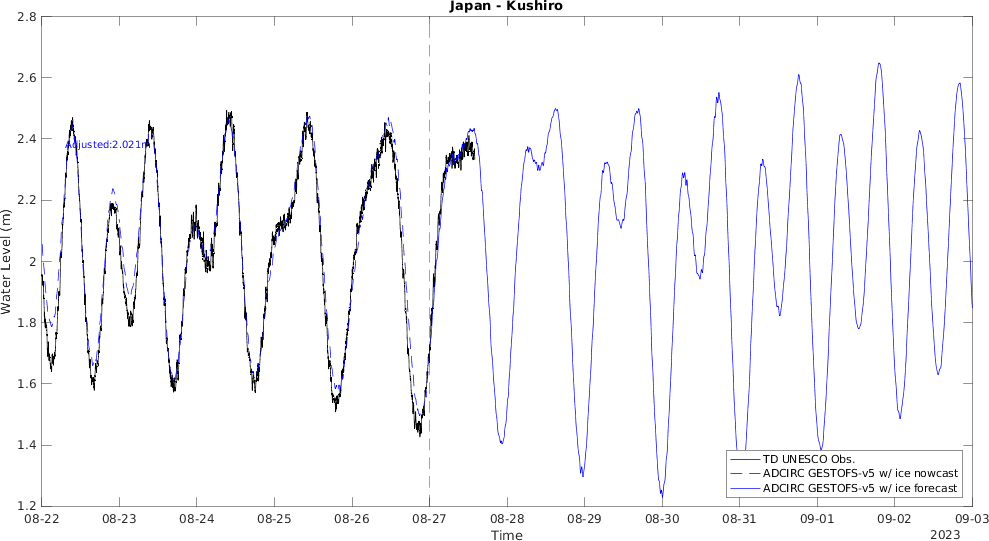 Japan - Kushiro
2.8
2.6
2.4
2.2
2
1.8
1.6
1.4
1.2
Water Level (m)
Adjusted:2.021m
TD UNESCO Obs.
ADCIRC GESTOFS-v5 w/ ice nowcast
ADCIRC GESTOFS-v5 w/ ice forecast
08-22 08-23 08-24 08-25 08-26 08-27 08-28 08-29 08-30 08-31 09-01 09-02 09-03
Time
2023